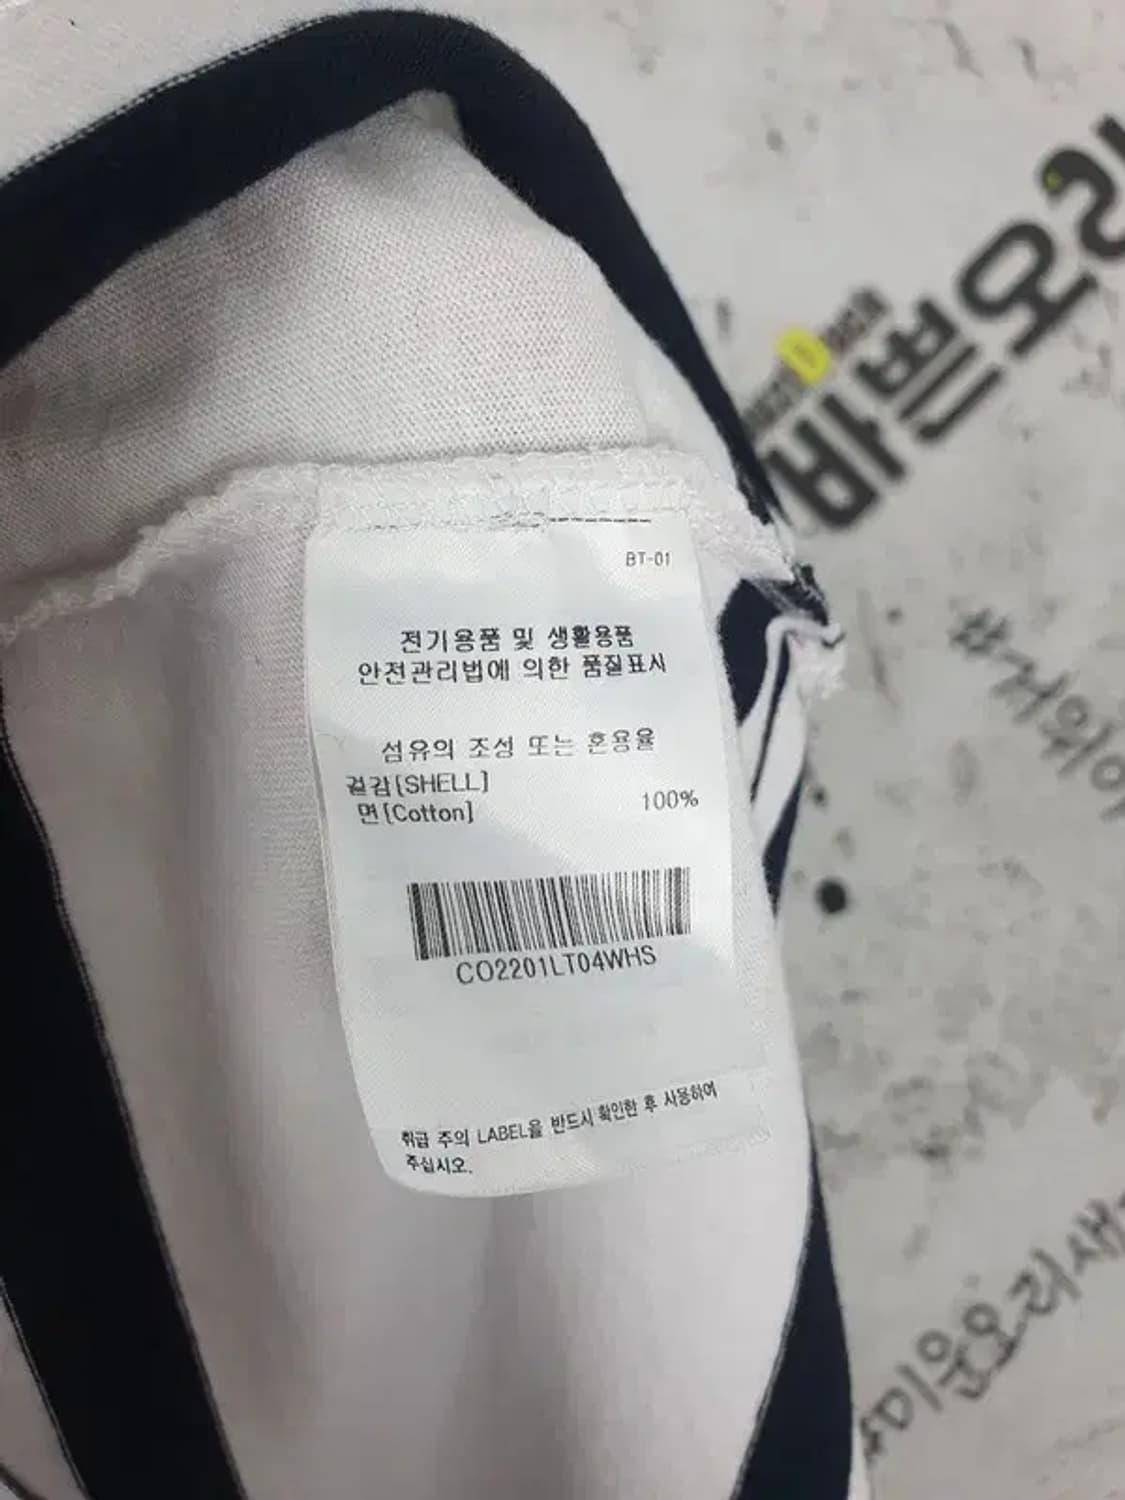 BT-01
전기용품 및 생활용품
안전관리법에 의한 품질표시
섬유의 조성 또는 혼용율
겉감[SHELL]
면[Cotton] 100%
CO2201LT04WHS
취급 주의 LABEL을 반드시 확인한 후 사용하여
주십시오.